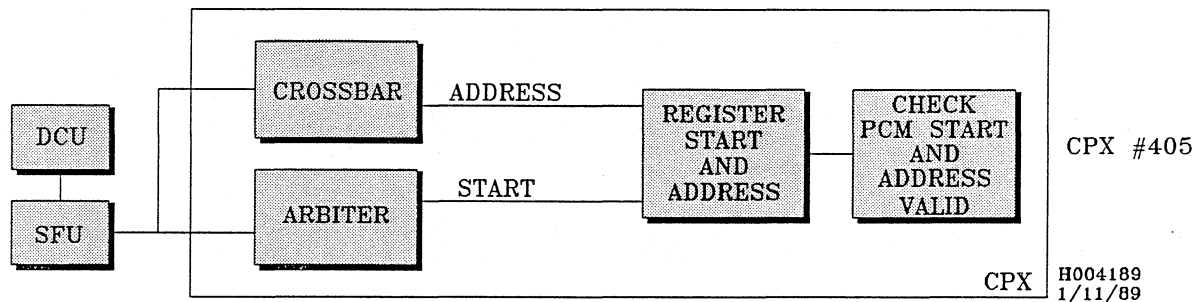 DCU
SFU
CROSSBAR
ARBITER
ADDRESS
START
REGISTER
START
AND
ADDRESS
CHECK
PCM START
AND
ADDRESS
VALID
CPX #405
CPX
H004189
1/11/89